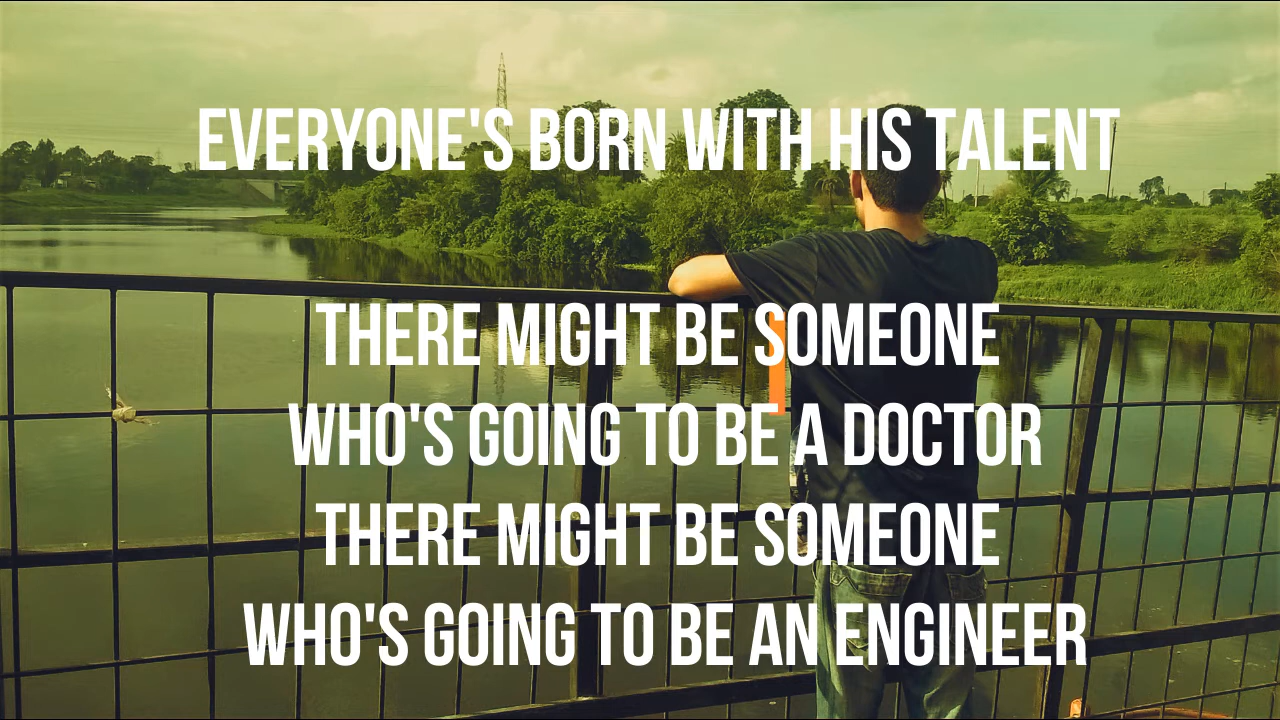 EVERYONE'S BORN WITH HIS TALENT
THERE MIGHT BE SOMEONE
WHO'S GOING TO BE A DOCTOR
THERE MIGHT BE SOMEONE
WHO'S GOING TO BE AN ENGINEER